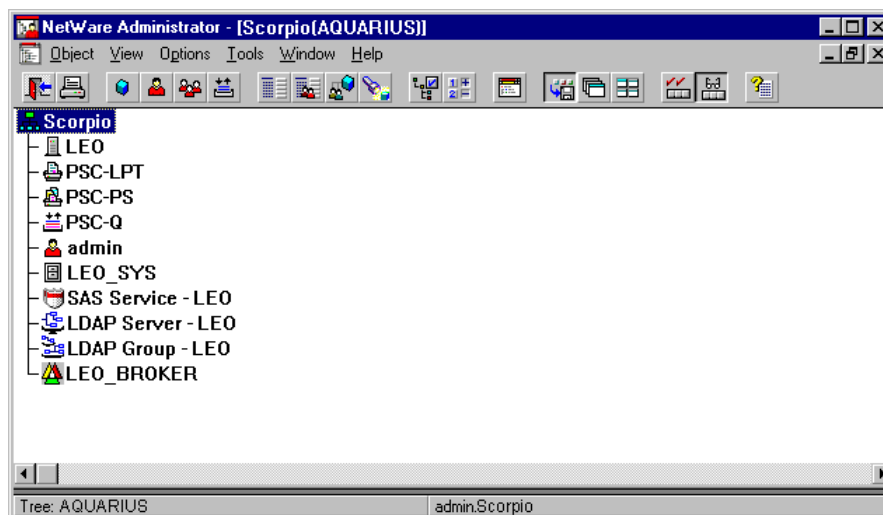 NetWare Administrator - [Scorpio(AQUARIUS)]
Object View Options Tools Window Help
Scorpio
LEO
PSC-LPT
PSC-PS
PSC-Q
admin
LEO_SYS
SAS Service - LEO
LDAP Server - LEO
LDAP Group - LEO
LEO_BROKER
Tree: AQUARIUS admin.Scorpio